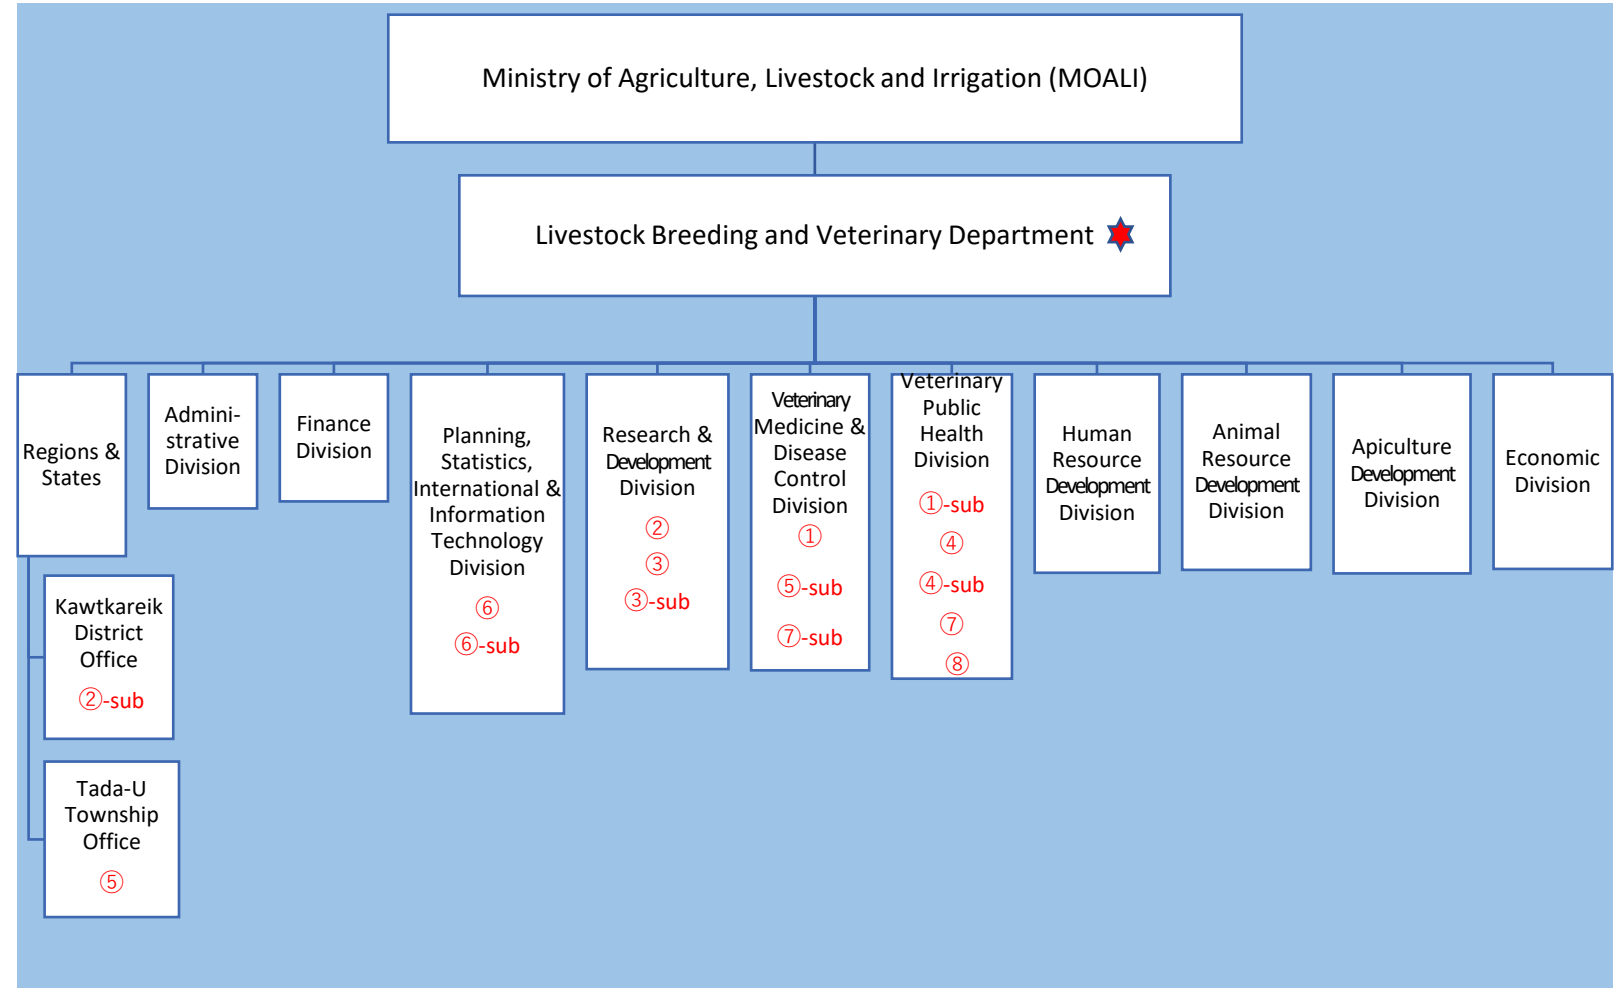 Ministry of Agriculture, Livestock and Irrigation (MOALI)
Livestock Breeding and Veterinary Department
Regions &
States
Admini-
strative
Division
Finance
Division
Planning,
Statistics,
International &
Information
Technology
Division
⑥
⑥-sub
Research &
Development
Division
②
③
③-sub
Veterinary
Medicine &
Disease
Control
Division
①
⑤-sub
⑦-sub
Veterinary
Public
Health
Division
①-sub
④
④-sub
⑦
⑧
Human
Resource
Development
Division
Animal
Resource
Development
Division
Apiculture
Development
Division
Economic
Division
Kawtkareik
District
Office
②-sub
Tada-U
Township
Office
⑤